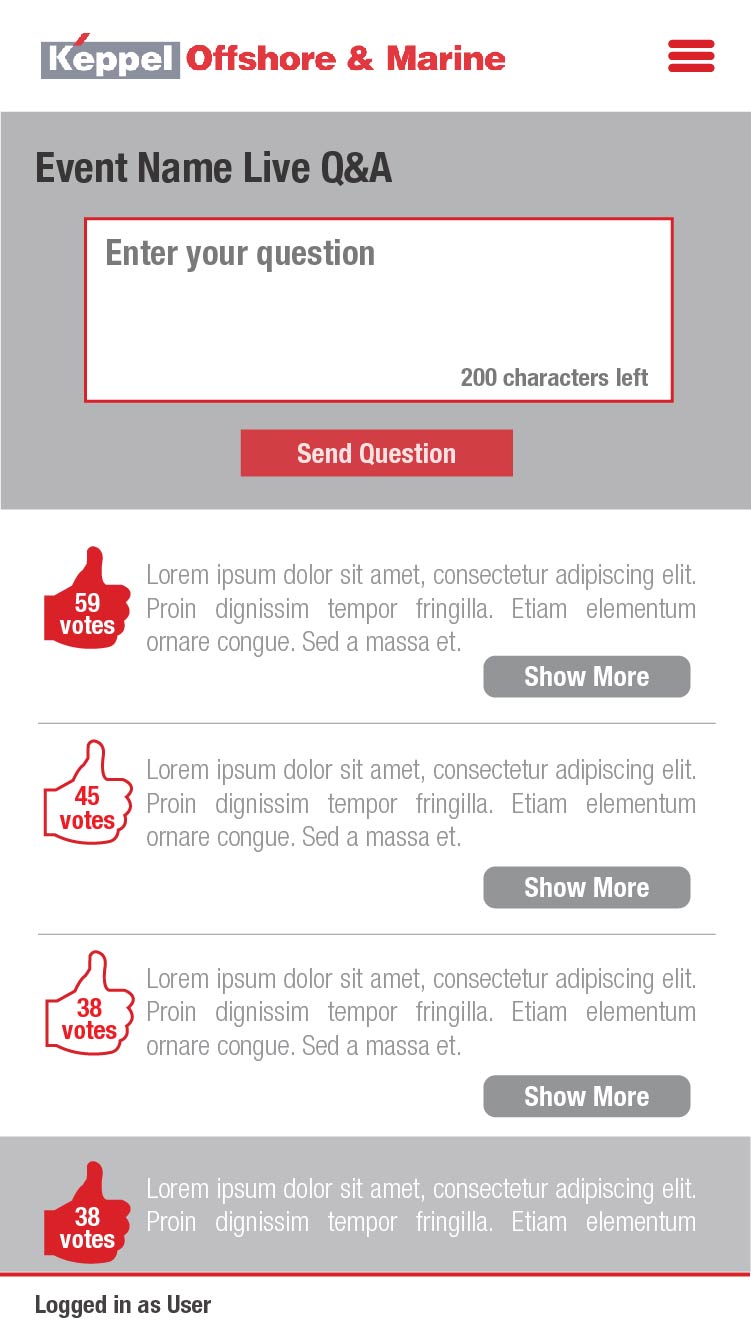 Keppel Offshore & Marine
Event Name Live Q&A
Enter your question
200 characters left
Send Question
59
votes
Lorem ipsum dolor sit amet, consectetur adipiscing elit.
Proin dignissim tempor fringilla. Etiam elementum
ornare congue. Sed a massa et.
Show More
45
votes
Lorem ipsum dolor sit amet, consectetur adipiscing elit.
Proin dignissim tempor fringilla. Etiam elementum
ornare congue. Sed a massa et.
Show More
38
votes
Lorem ipsum dolor sit amet, consectetur adipiscing elit.
Proin dignissim tempor fringilla. Etiam elementum
ornare congue. Sed a massa et.
Show More
38
votes
Lorem ipsum dolor sit amet, consectetur adipiscing elit.
Proin dignissim tempor fringilla. Etiam elementum
Logged in as User